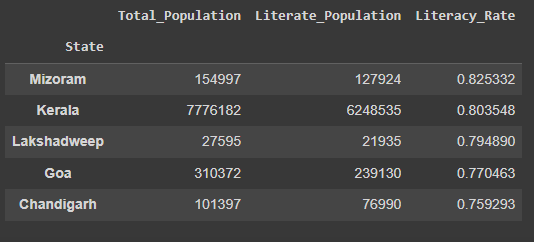 Total_Population Literate_Population Literacy_Rate
State
Mizoram 154997 127924 0.825332
Kerala 7776182 6248535 0.803548
Lakshadweep 27595 21935 0.794890
Goa 310372 239130 0.770463
Chandigarh 101397 76990 0.759293